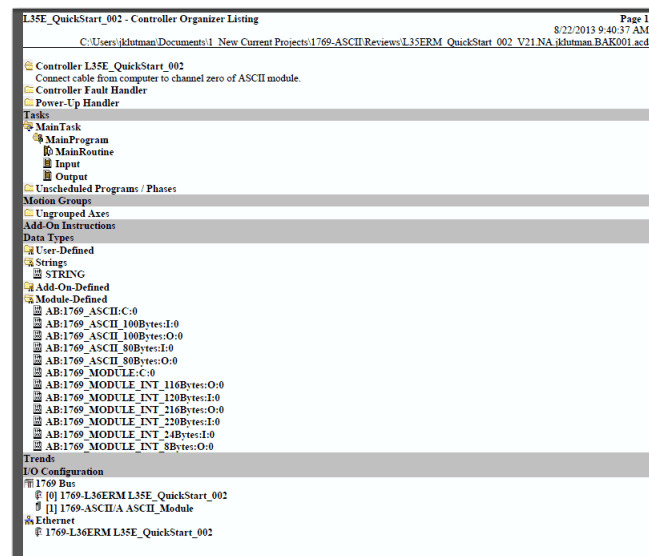 L35E_QuickStart_002 - Controller Organizer Listing Page 1
8/22/2013 9:40:37 AM
C:\Users\jklutman\Documents\1_New Current Projects\1769-ASCII\Reviews\L35ERM_QuickStart_002_V21.NA.jklutman.BAK001.acd
Controller L35E_QuickStart_002
Connect cable from computer to channel zero of ASCII module.
Controller Fault Handler
Power-Up Handler
Tasks
MainTask
MainProgram
MainRoutine
Input
Output
Unscheduled Programs / Phases
Motion Groups
Ungrouped Axes
Add-On Instructions
Data Types
User-Defined
Strings
STRING
Add-On-Defined
Module-Defined
AB:1769_ASCII:C:0
AB:1769_ASCII_100Bytes:I:0
AB:1769_ASCII_100Bytes:O:0
AB:1769_ASCII_80Bytes:I:0
AB:1769_ASCII_80Bytes:O:0
AB:1769_MODULE:C:0
AB:1769_MODULE_INT_116Bytes:O:0
AB:1769_MODULE_INT_120Bytes:I:0
AB:1769_MODULE_INT_216Bytes:O:0
AB:1769_MODULE_INT_220Bytes:I:0
AB:1769_MODULE_INT_24Bytes:I:0
AB:1769_MODULE_INT_8Bytes:O:0
Trends
I/O Configuration
1769 Bus
[0] 1769-L36ERM L35E_QuickStart_002
[1] 1769-ASCII/A ASCII_Module
Ethernet
1769-L36ERM L35E_QuickStart_002